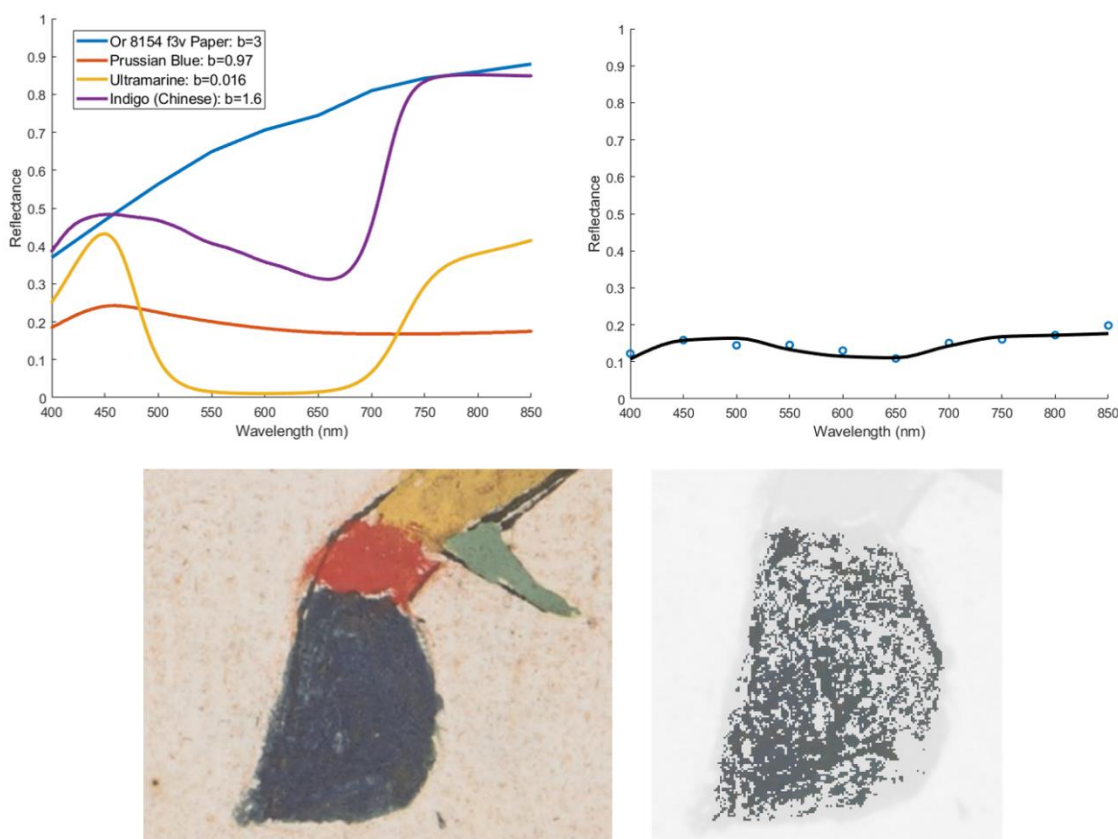 1
0.9
0.8
0.7
0.6
0.5
0.4
0.3
0.2
0.1
0
Reflectance
Or 8154 f3v Paper: b=3
Prussian Blue: b=0.97
Ultramarine: b=0.016
Indigo (Chinese): b=1.6
400 450 500 550 600 650 700 750 800 850
Wavelength (nm)
1
0.9
0.8
0.7
0.6
0.5
0.4
0.3
0.2
0.1
0
Reflectance
400 450 500 550 600 650 700 750 800 850
Wavelength (nm)